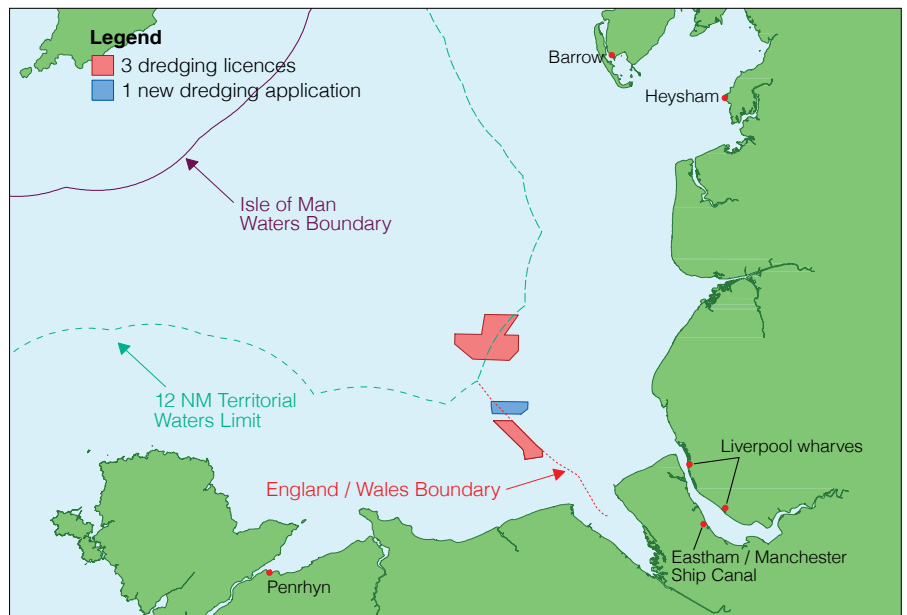 Legend
3 dredging licences
1 new dredging application
Barrow
Heysham
Isle of Man
Waters Boundary
12 NM Territorial
Waters Limit
England / Wales Boundary
Liverpool wharves
Eastham / Manchester
Ship Canal
Penrhyn